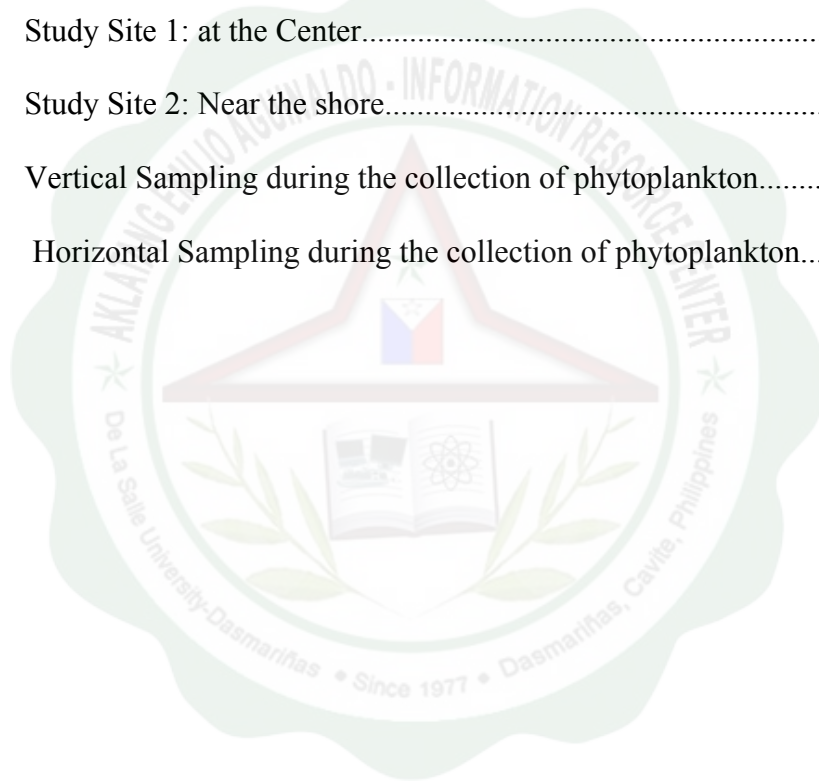 Study Site 1: at the Center.................................................................
Study Site 2: Near the shore..............................................................
Vertical Sampling during the collection of phytoplankton........
Horizontal Sampling during the collection of phytoplankton...
AKLATANG EMILIO AGUINALDO - INFORMATION RESOURCE CENTER
De La Salle University-Dasmariñas • Since 1977 • Dasmariñas, Cavite, Philippines